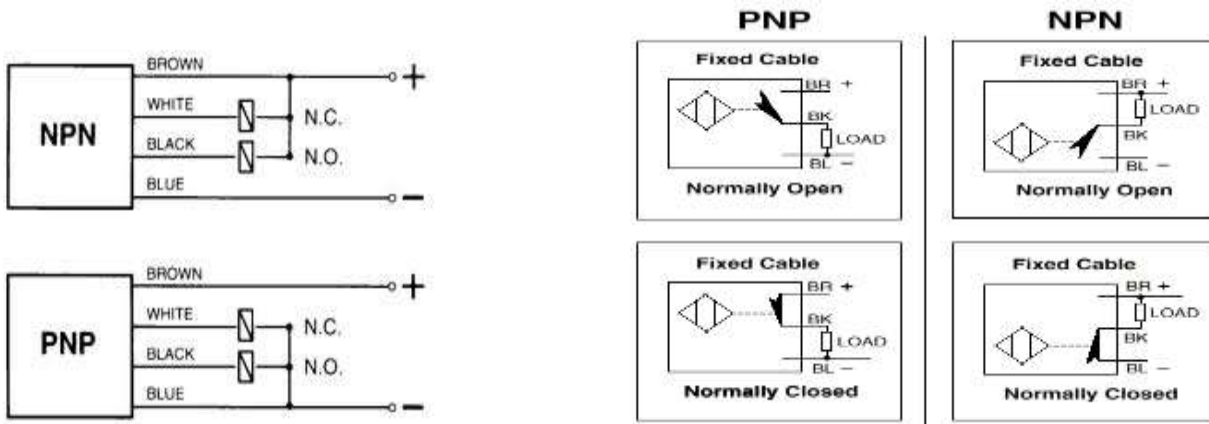 BROWN
+
WHITE
N.C.
NPN
BLACK
N.O.
BLUE
−
BROWN
+
WHITE
N.C.
PNP
BLACK
N.O.
BLUE
−
PNP
Fixed Cable
BR +
BK
LOAD
BL −
Normally Open
Fixed Cable
BR +
BK
LOAD
BL −
Normally Closed
NPN
Fixed Cable
BR +
LOAD
BK
BL −
Normally Open
Fixed Cable
BR +
LOAD
BK
BL −
Normally Closed